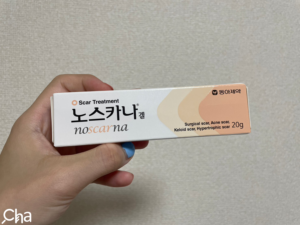 Scar Treatment
동아제약
노스카나겔
noscarna
Surgical scar, Acne scar,
Keloid scar, Hypertrophic scar
20g
Cha